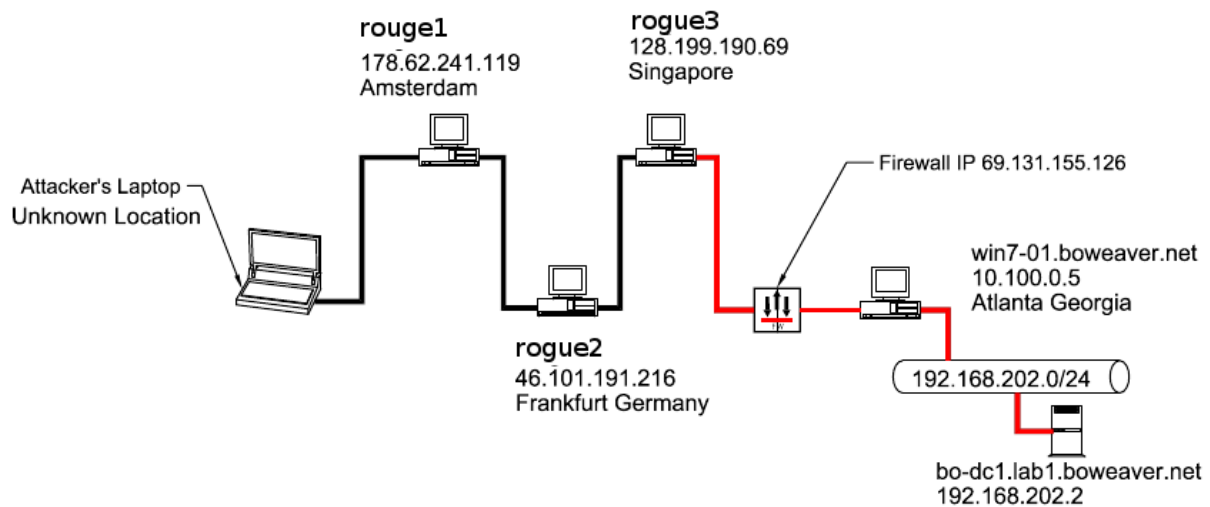 rouge1
178.62.241.119
Amsterdam
rogue3
128.199.190.69
Singapore
Firewall IP 69.131.155.126
Attacker's Laptop
Unknown Location
win7-01.boweaver.net
10.100.0.5
Atlanta Georgia
FW
rogue2
46.101.191.216
Frankfurt Germany
192.168.202.0/24
bo-dc1.lab1.boweaver.net
192.168.202.2